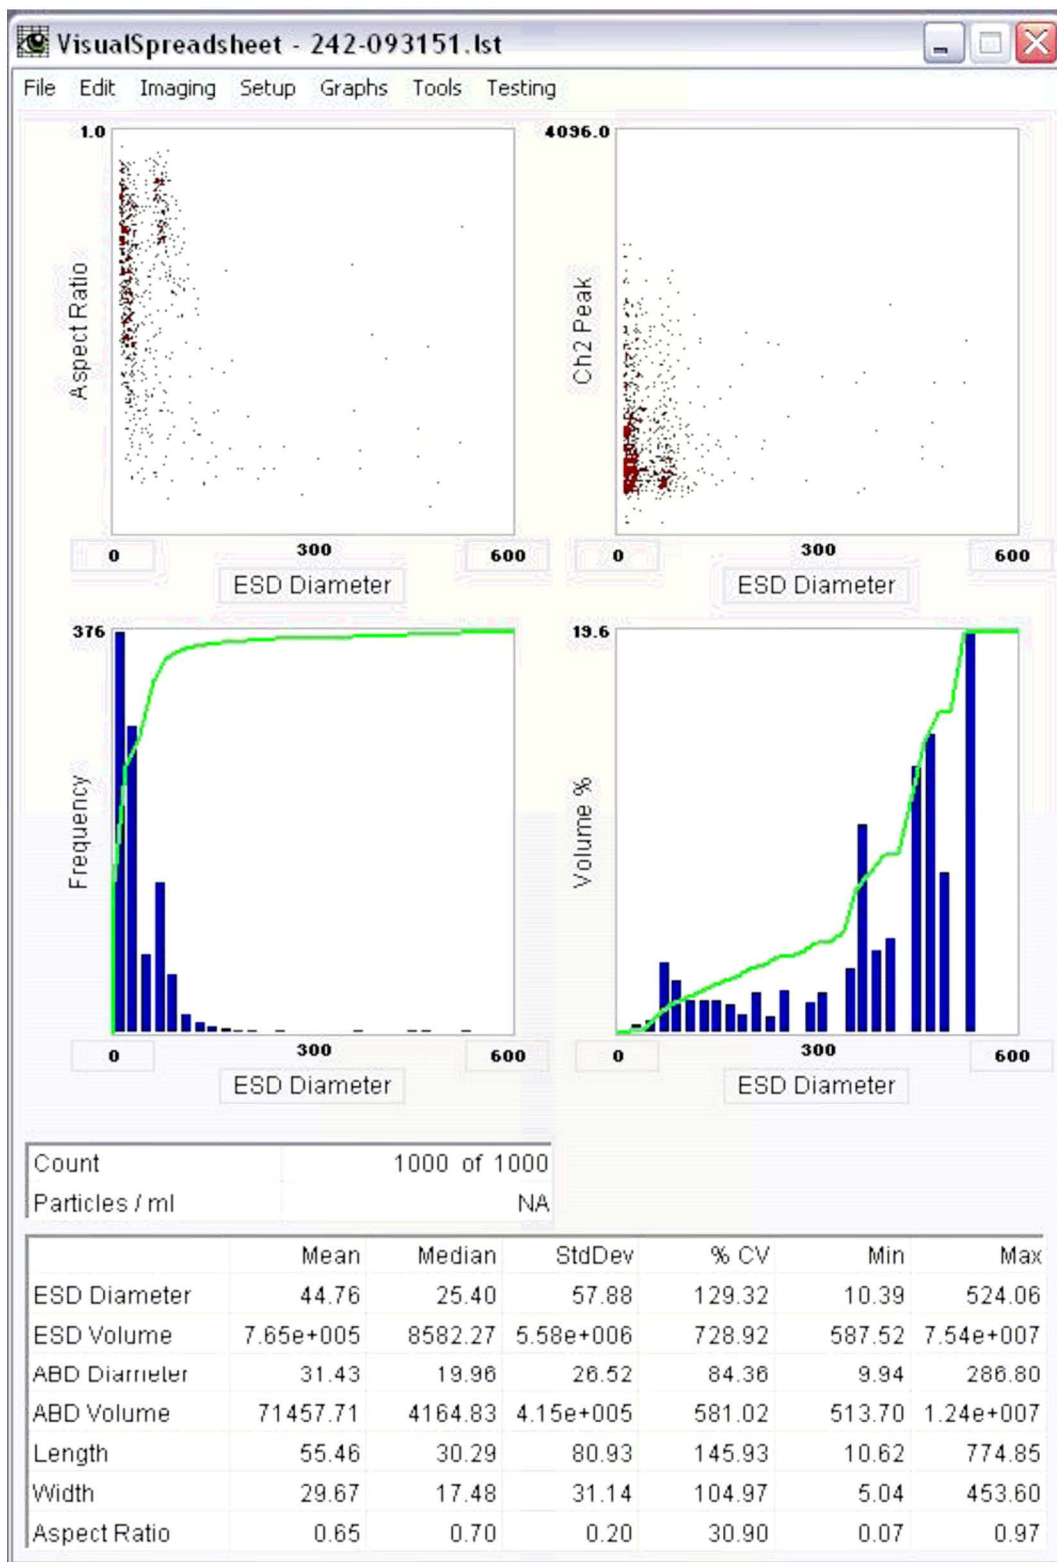 VisualSpreadsheet - 242-093151.lst
File Edit Imaging Setup Graphs Tools Testing
1.0
Aspect Ratio
0 300 600
ESD Diameter
4096.0
Ch2 Peak
0 300 600
ESD Diameter
376
Frequency
0 300 600
ESD Diameter
19.6
Volume %
0 300 600
ESD Diameter
Count 1000 of 1000
Particles / ml NA
Mean Median StdDev % CV Min Max
ESD Diameter 44.76 25.40 57.88 129.32 10.39 524.06
ESD Volume 7.65e+005 8582.27 5.58e+006 728.92 587.52 7.54e+007
ABD Diameter 31.43 19.96 26.52 84.36 9.94 286.80
ABD Volume 71457.71 4164.83 4.15e+005 581.02 513.70 1.24e+007
Length 55.46 30.29 80.93 145.93 10.62 774.85
Width 29.67 17.48 31.14 104.97 5.04 453.60
Aspect Ratio 0.65 0.70 0.20 30.90 0.07 0.97